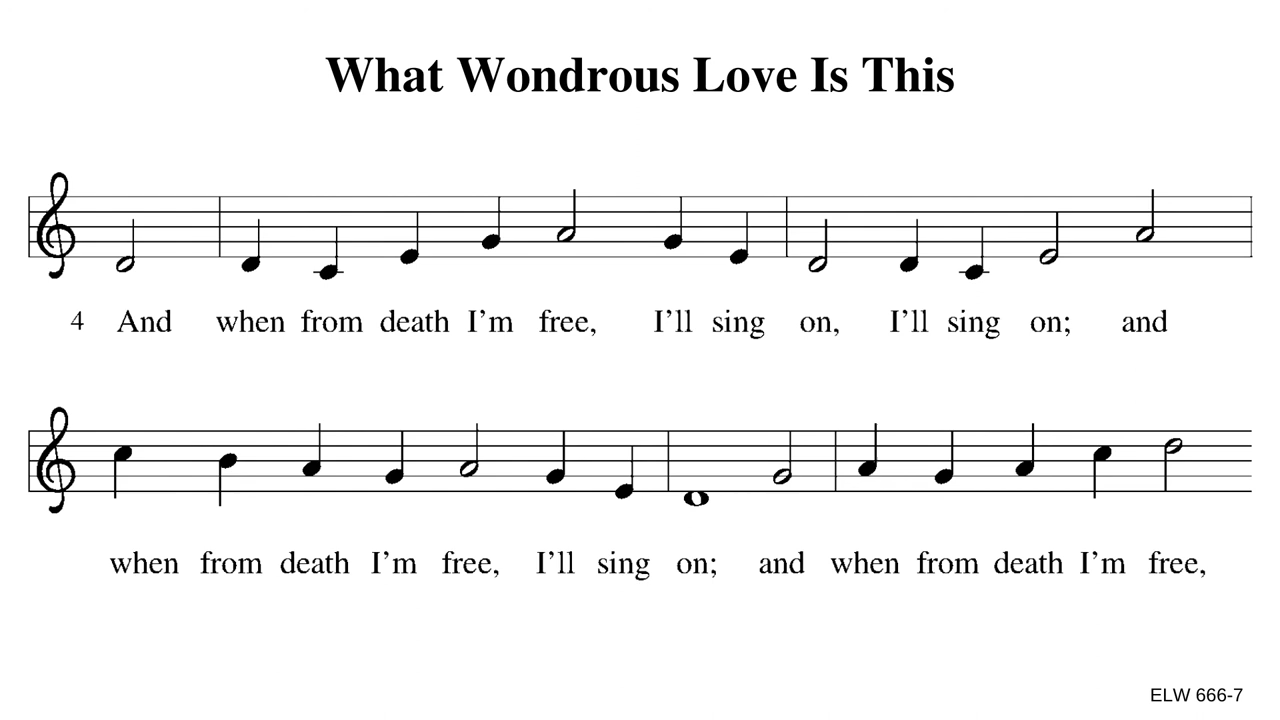 What Wondrous Love Is This
4 And when from death I’m free, I’ll sing on, I’ll sing on; and
when from death I’m free, I’ll sing on; and when from death I’m free,
ELW 666-7